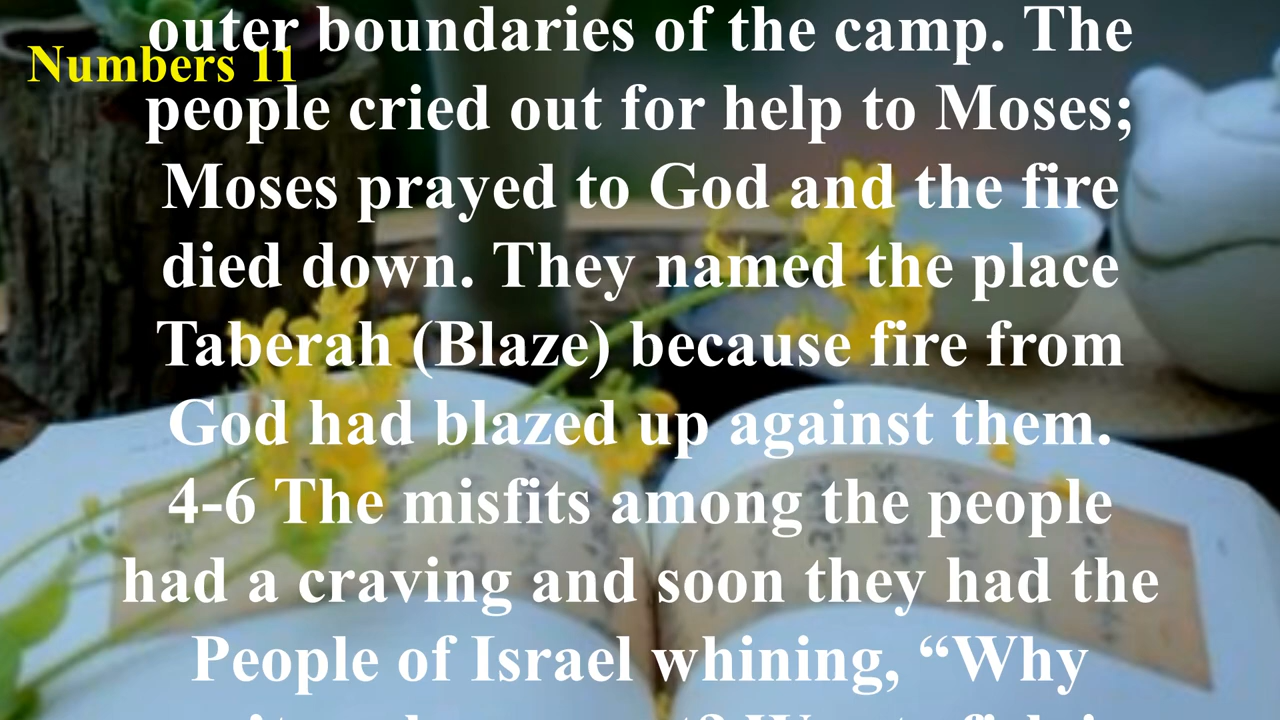 outer boundaries of the camp. The
Numbers 11
people cried out for help to Moses;
Moses prayed to God and the fire
died down. They named the place
Taberah (Blaze) because fire from
God had blazed up against them.
4-6 The misfits among the people
had a craving and soon they had the
People of Israel whining, “Why